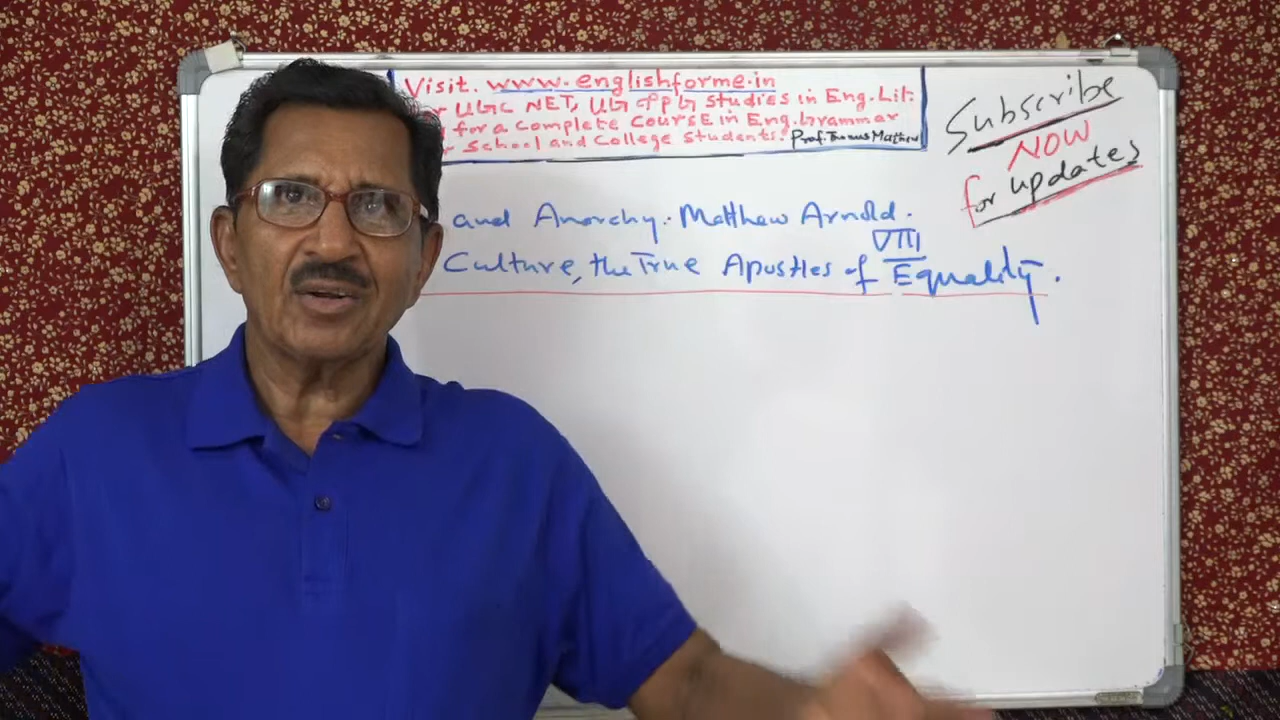 Visit. www.englishforme.in
UGC NET, UG & PG Studies in Eng. Lit.
for a Complete Course in Eng. Grammar
School and College Students. Prof. Thomas Mathew
Subscribe
NOW
for updates
and Anarchy. Matthew Arnold.
VIII
Culture, the True Apostles of Equality.